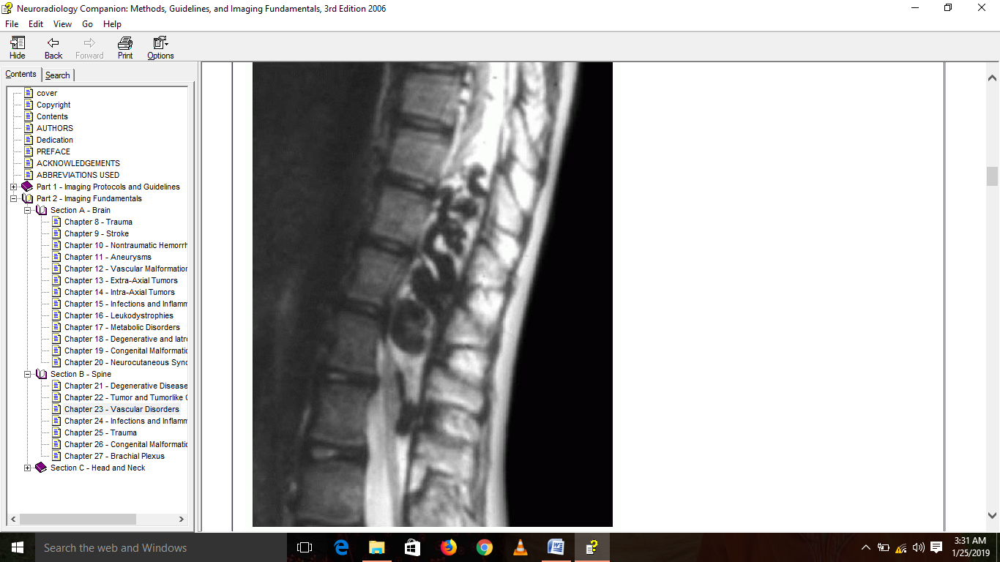 Neuroradiology Companion: Methods, Guidelines, and Imaging Fundamentals, 3rd Edition 2006
File Edit View Go Help
Hide Back Forward Print Options
Contents Search
cover
Copyright
Contents
AUTHORS
Dedication
PREFACE
ACKNOWLEDGEMENTS
ABBREVIATIONS USED
Part 1 - Imaging Protocols and Guidelines
Part 2 - Imaging Fundamentals
Section A - Brain
Chapter 8 - Trauma
Chapter 9 - Stroke
Chapter 10 - Nontraumatic Hemorrh
Chapter 11 - Aneurysms
Chapter 12 - Vascular Malformation
Chapter 13 - Extra-Axial Tumors
Chapter 14 - Intra-Axial Tumors
Chapter 15 - Infections and Inflamm
Chapter 16 - Leukodystrophies
Chapter 17 - Metabolic Disorders
Chapter 18 - Degenerative and Iatro
Chapter 19 - Congenital Malformatio
Chapter 20 - Neurocutaneous Sync
Section B - Spine
Chapter 21 - Degenerative Disease
Chapter 22 - Tumor and Tumorlike C
Chapter 23 - Vascular Disorders
Chapter 24 - Infections and Inflamm
Chapter 25 - Trauma
Chapter 26 - Congenital Malformatio
Chapter 27 - Brachial Plexus
Section C - Head and Neck
Search the web and Windows
3:31 AM
1/25/2019